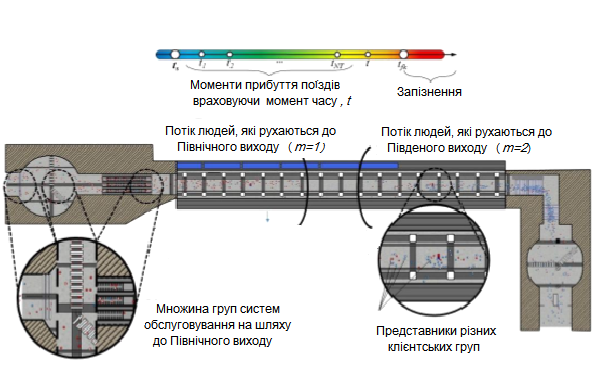 t₁ t₂ ... t_NT t t_fix
Моменти прибуття поїздів
враховуючи момент часу , t
Запізнення
Потік людей, які рухаються до
Північного виходу ( m=1)
Потік людей, які рухаються до
Південого виходу ( m=2)
Множина груп систем
обслуговування на шляху
до Північного виходу
Представники різних
клієнтських груп